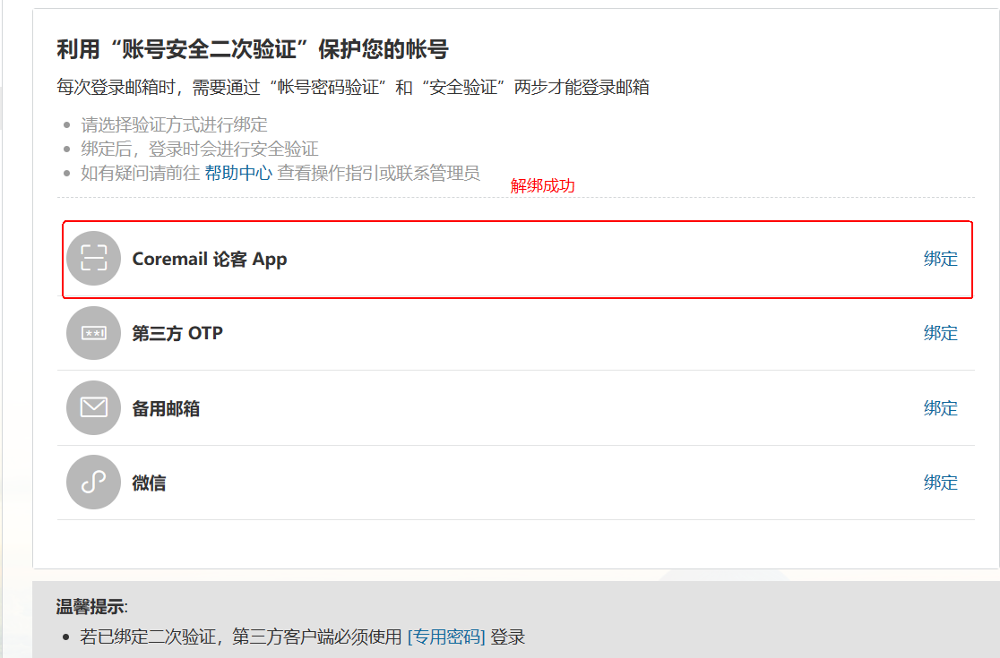 利用“账号安全二次验证”保护您的帐号
每次登录邮箱时，需要通过“帐号密码验证”和“安全验证”两步才能登录邮箱
请选择验证方式进行绑定
绑定后，登录时会进行安全验证
如有疑问请前往 帮助中心 查看操作指引或联系管理员
解绑成功
Coremail 论客 App 绑定
第三方 OTP 绑定
备用邮箱 绑定
微信 绑定
温馨提示:
若已绑定二次验证，第三方客户端必须使用 [专用密码] 登录